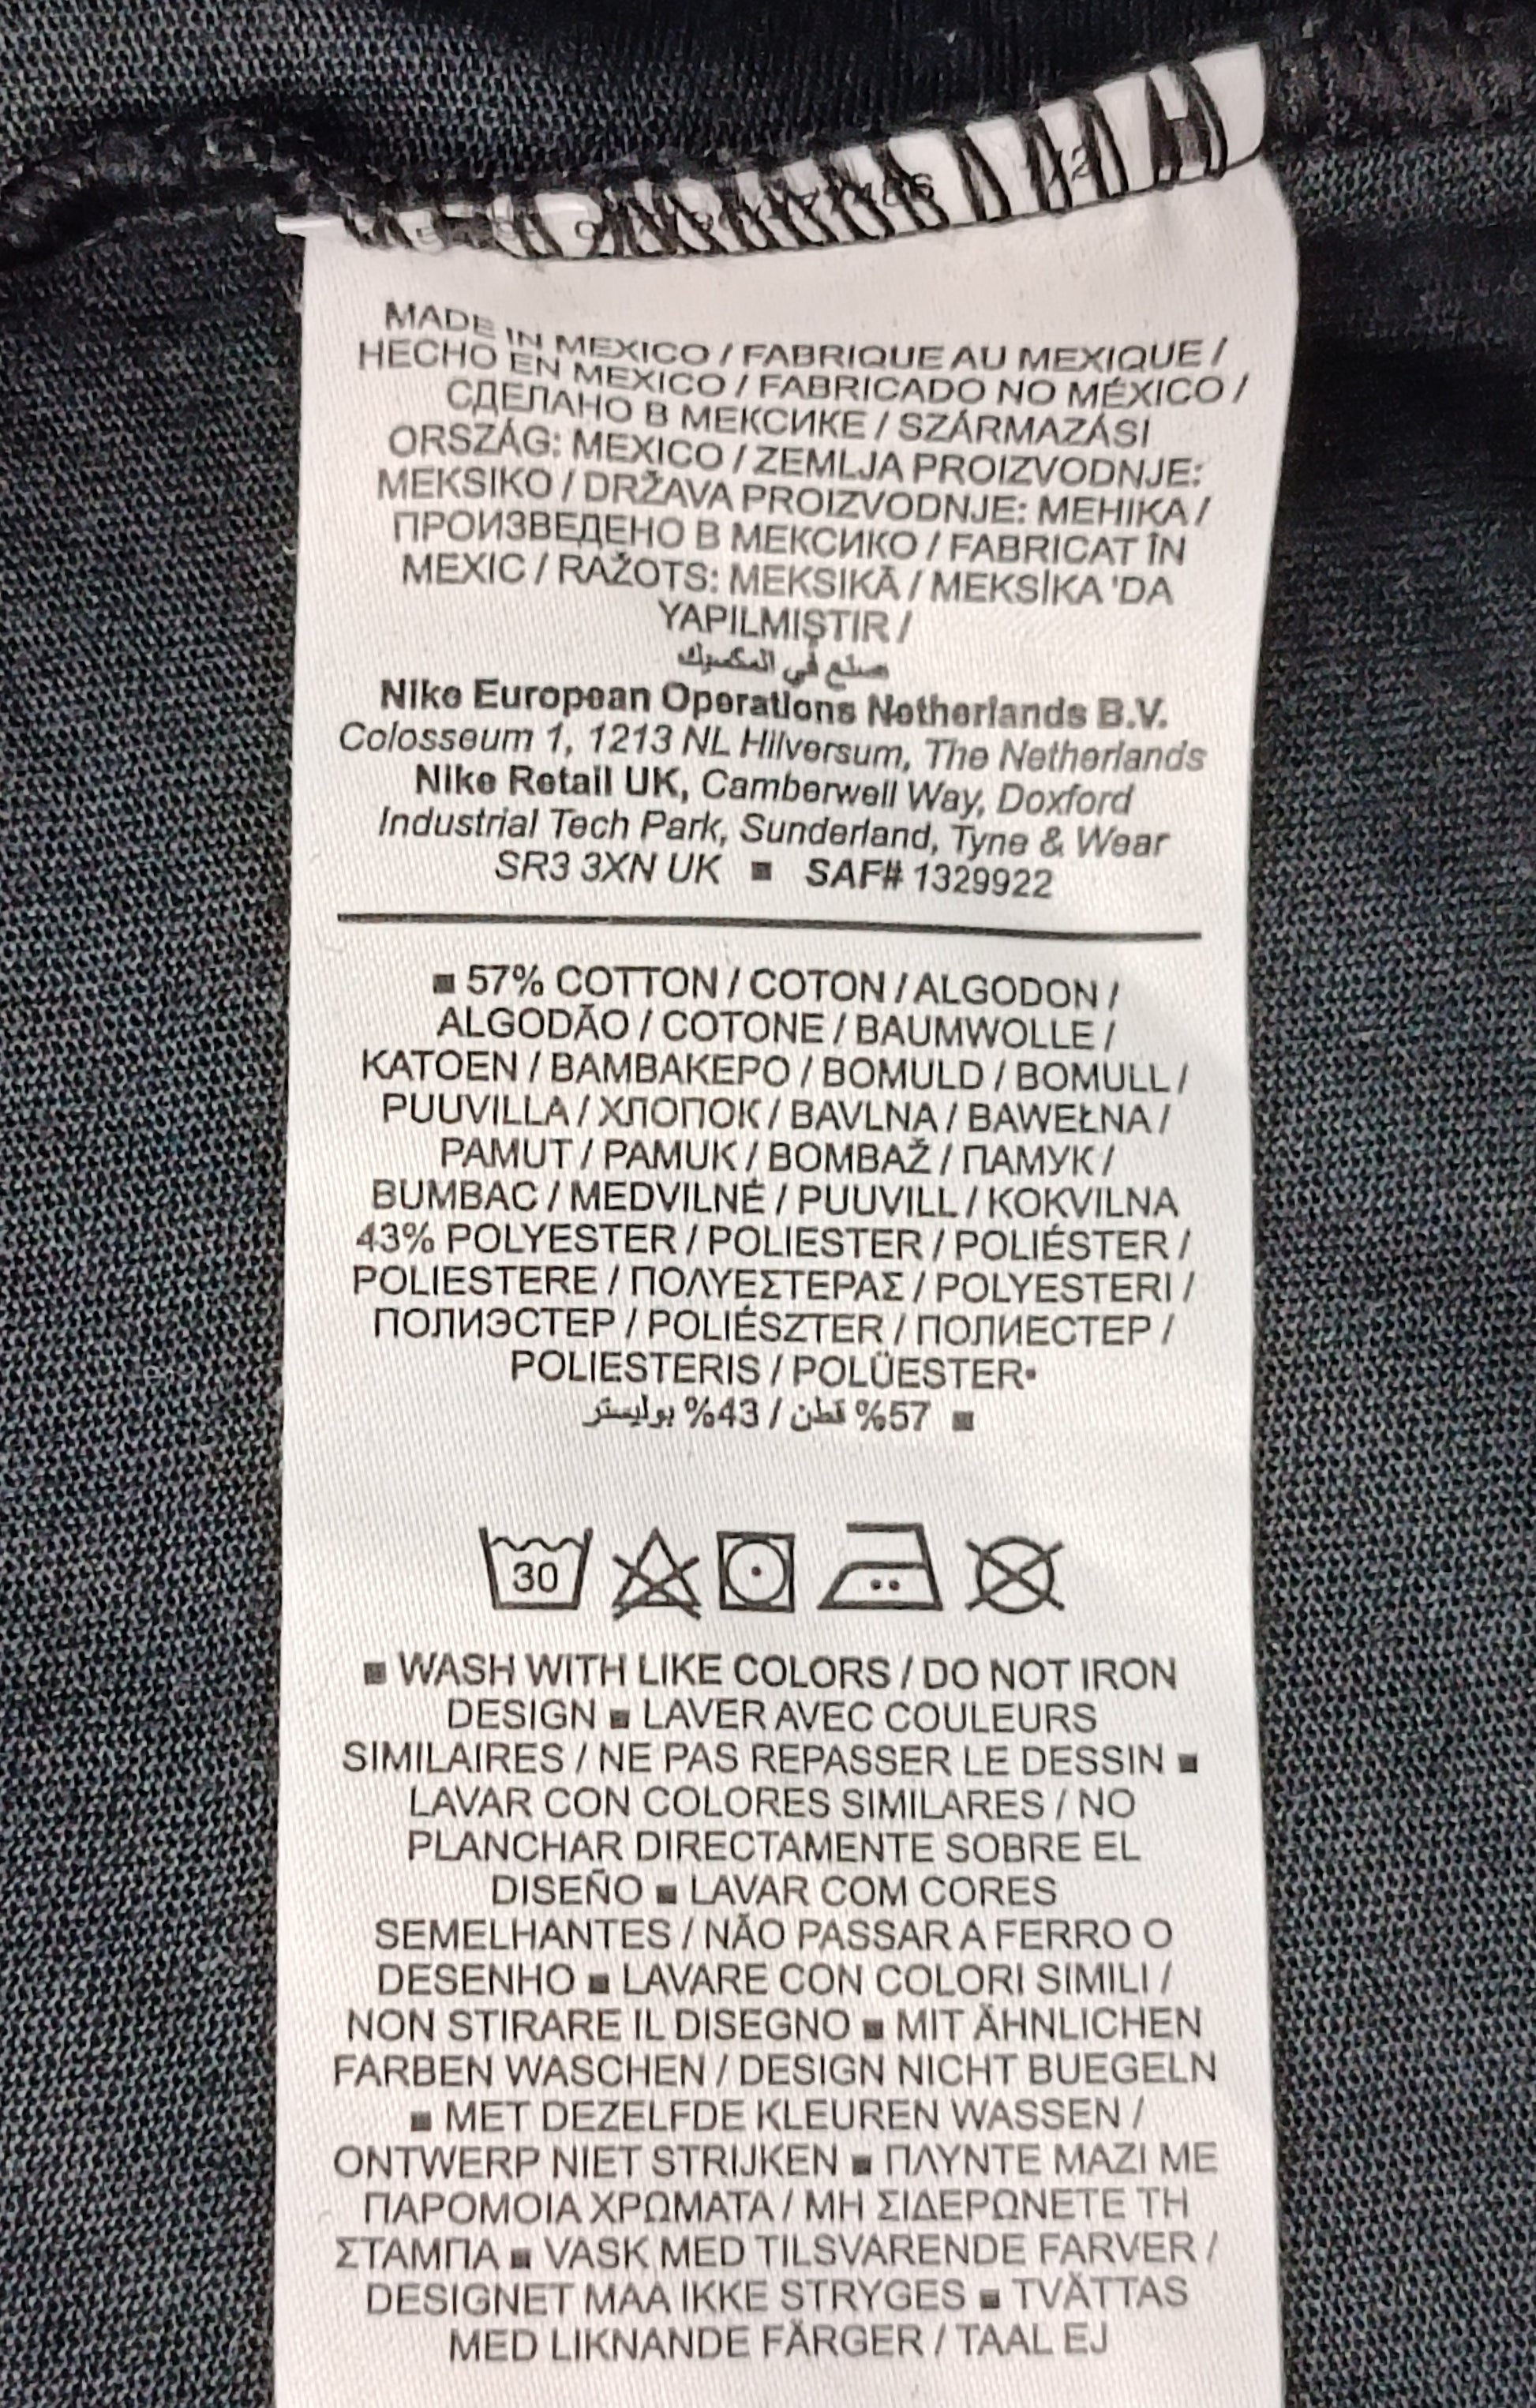 MADE IN MEXICO / FABRIQUE AU MEXIQUE /
HECHO EN MEXICO / FABRICADO NO MÉXICO /
СДЕЛАНО В МЕКСИКЕ / SZÁRMAZÁSI
ORSZÁG: MEXICO / ZEMLJA PROIZVODNJE:
MEKSIKO / DRŽAVA PROIZVODNJE: MEHIKA /
ПРОИЗВЕДЕНО В МЕКСИКО / FABRICAT ÎN
MEXIC / RAŽOTS: MEKSIKĀ / MEKSİKA 'DA
YAPILMIŞTIR /
صنع في المكسيك
Nike European Operations Netherlands B.V.
Colosseum 1, 1213 NL Hilversum, The Netherlands
Nike Retail UK, Camberwell Way, Doxford
Industrial Tech Park, Sunderland, Tyne & Wear
SR3 3XN UK ■ SAF# 1329922
■ 57% COTTON / COTON / ALGODON /
ALGODÃO / COTONE / BAUMWOLLE /
KATOEN / ΒΑΜΒΑΚΕΡΟ / BOMULD / BOMULL /
PUUVILLA / ХЛОПОК / BAVLNA / BAWEŁNA /
PAMUT / PAMUK / BOMBAŽ / ПАМУК /
BUMBAC / MEDVILNĖ / PUUVILL / KOKVILNA
43% POLYESTER / POLIESTER / POLIÉSTER /
POLIESTERE / ΠΟΛΥΕΣΤΕΡΑΣ / POLYESTERI /
ПОЛИЭСТЕР / POLIÉSZTER / ПОЛИЕСТЕР /
POLIESTERIS / POLÜESTER•
■ 57% قطن / 43% بوليستر
30
■ WASH WITH LIKE COLORS / DO NOT IRON
DESIGN ■ LAVER AVEC COULEURS
SIMILAIRES / NE PAS REPASSER LE DESSIN ■
LAVAR CON COLORES SIMILARES / NO
PLANCHAR DIRECTAMENTE SOBRE EL
DISEÑO ■ LAVAR COM CORES
SEMELHANTES / NÃO PASSAR A FERRO O
DESENHO ■ LAVARE CON COLORI SIMILI /
NON STIRARE IL DISEGNO ■ MIT ÄHNLICHEN
FARBEN WASCHEN / DESIGN NICHT BUEGELN
■ MET DEZELFDE KLEUREN WASSEN /
ONTWERP NIET STRIJKEN ■ ΠΛΥΝΤΕ ΜΑΖΙ ΜΕ
ΠΑΡΟΜΟΙΑ ΧΡΩΜΑΤΑ / ΜΗ ΣΙΔΕΡΩΝΕΤΕ ΤΗ
ΣΤΑΜΠΑ ■ VASK MED TILSVARENDE FARVER /
DESIGNET MAA IKKE STRYGES ■ TVÄTTAS
MED LIKNANDE FÄRGER / TAAL EJ